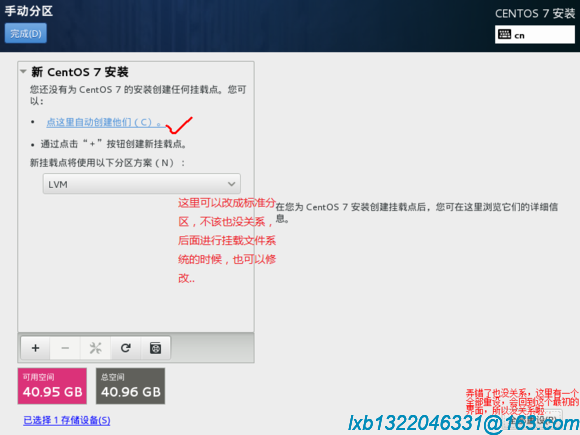 手动分区
CENTOS 7 安装
完成(D)
cn
新 CentOS 7 安装
您还没有为 CentOS 7 的安装创建任何挂载点。您可
以:
• 点这里自动创建他们（C）。
• 通过点击“+”按钮创建新挂载点。
新挂载点将使用以下分区方案（N）:
LVM
这里可以改成标准分
区，不该也没关系，
后面进行挂载文件系
统的时候，也可以修
改..
在您为 CentOS 7 安装创建挂载点后，您可在这里浏览它们的详细信
息。
+ −
可用空间
40.95 GB
总空间
40.96 GB
弄错了也没关系，这里有一个
全部重设，会回到这个最初的
界面，所以没关系啦
已选择 1 存储设备(S)
全部重设(R)
lxb1322046331@163.com